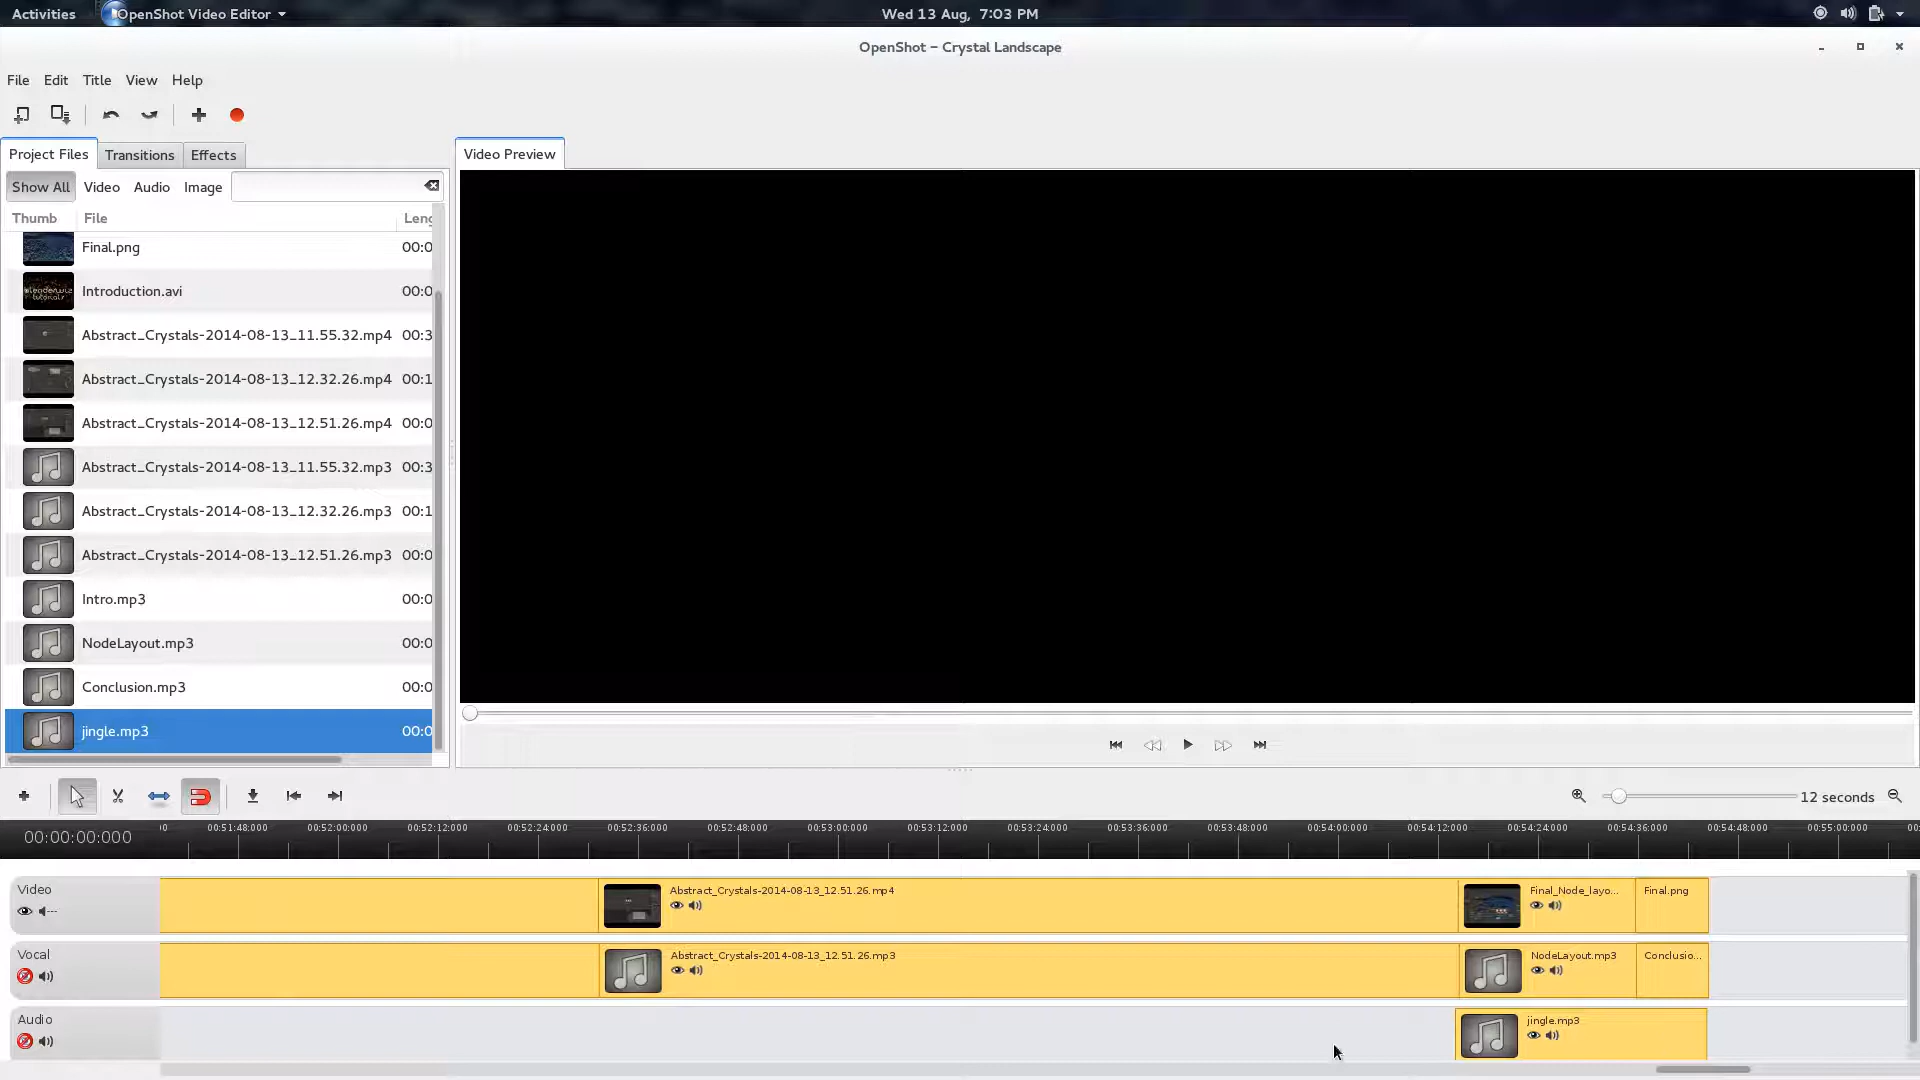 Activities OpenShot Video Editor Wed 13 Aug, 7:03 PM
OpenShot – Crystal Landscape
File Edit Title View Help
Project Files Transitions Effects Video Preview
Show All Video Audio Image
Thumb File Leng
Final.png 00:0
Introduction.avi 00:0
Abstract_Crystals-2014-08-13_11.55.32.mp4 00:3
Abstract_Crystals-2014-08-13_12.32.26.mp4 00:1
Abstract_Crystals-2014-08-13_12.51.26.mp4 00:0
Abstract_Crystals-2014-08-13_11.55.32.mp3 00:3
Abstract_Crystals-2014-08-13_12.32.26.mp3 00:1
Abstract_Crystals-2014-08-13_12.51.26.mp3 00:0
Intro.mp3 00:0
NodeLayout.mp3 00:0
Conclusion.mp3 00:0
jingle.mp3 00:0
12 seconds
00:00:00:000 :0 00:51:48:000 00:52:00:000 00:52:12:000 00:52:24:000 00:52:36:000 00:52:48:000 00:53:00:000 00:53:12:000 00:53:24:000 00:53:36:000 00:53:48:000 00:54:00:000 00:54:12:000 00:54:24:000 00:54:36:000 00:54:48:000 00:55:00:000 00:
Video Abstract_Crystals-2014-08-13_12.51.26.mp4 Final_Node_layo... Final.png
Vocal Abstract_Crystals-2014-08-13_12.51.26.mp3 NodeLayout.mp3 Conclusio...
Audio jingle.mp3